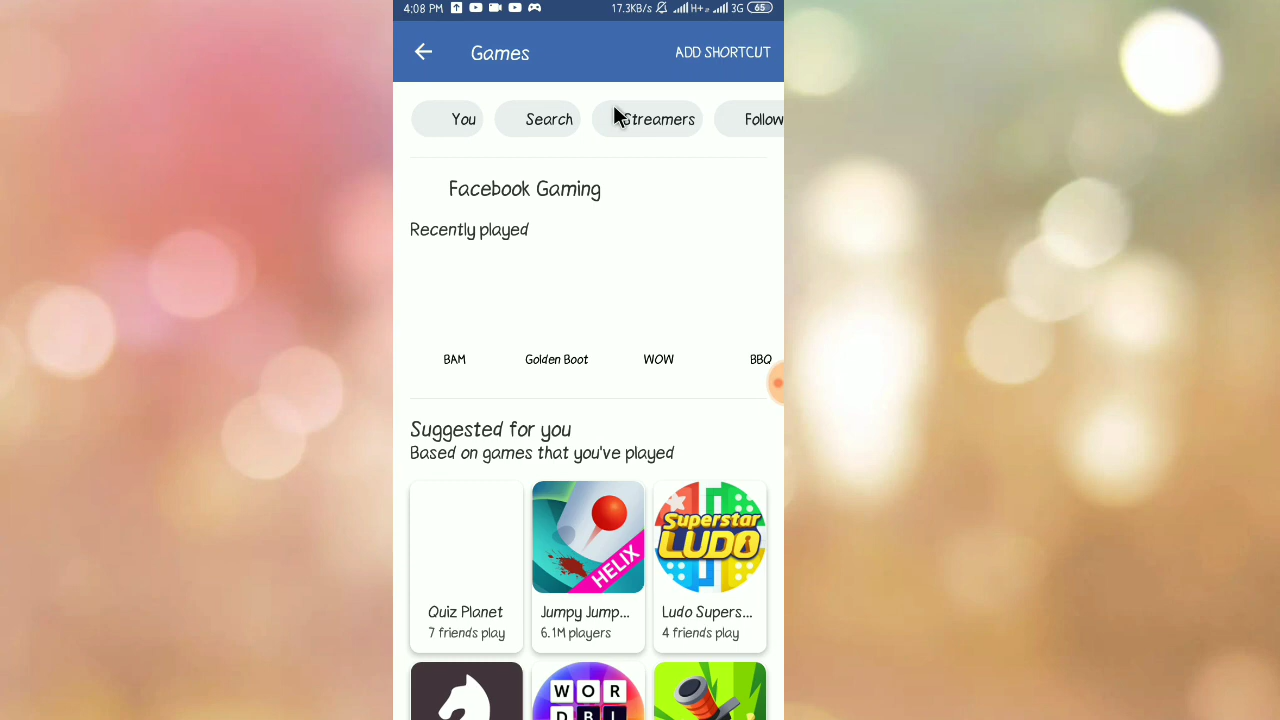 4:08 PM 17.3KB/s H+ 3G 65
Games ADD SHORTCUT
You Search Streamers Follow
Facebook Gaming
Recently played
BAM Golden Boot WOW BBQ
Suggested for you
Based on games that you've played
HELIX
Superstar
LUDO
Quiz Planet Jumpy Jump... Ludo Supers...
7 friends play 6.1M players 4 friends play
W O R
D B L